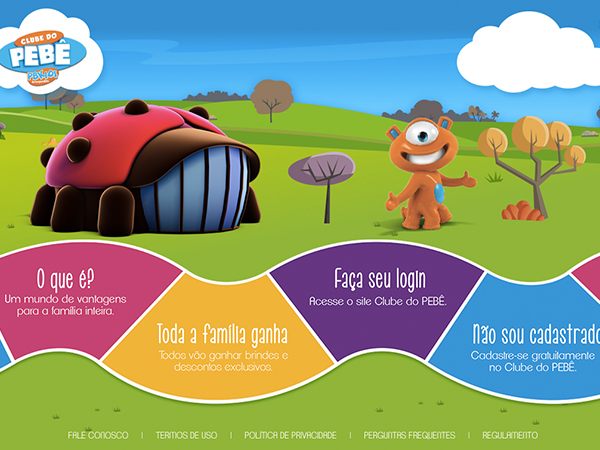 CLUBE DO
PEBÊ
O que é?
Um mundo de vantagens
para a família inteira.
Toda a família ganha
Todos vão ganhar brindes e
descontos exclusivos.
Faça seu login
Acesse o site Clube do PEBÊ.
Não sou cadastrado
Cadastre-se gratuitamente
no Clube do PEBÊ.
FALE CONOSCO | TERMOS DE USO | POLÍTICA DE PRIVACIDADE | PERGUNTAS FREQUENTES | REGULAMENTO